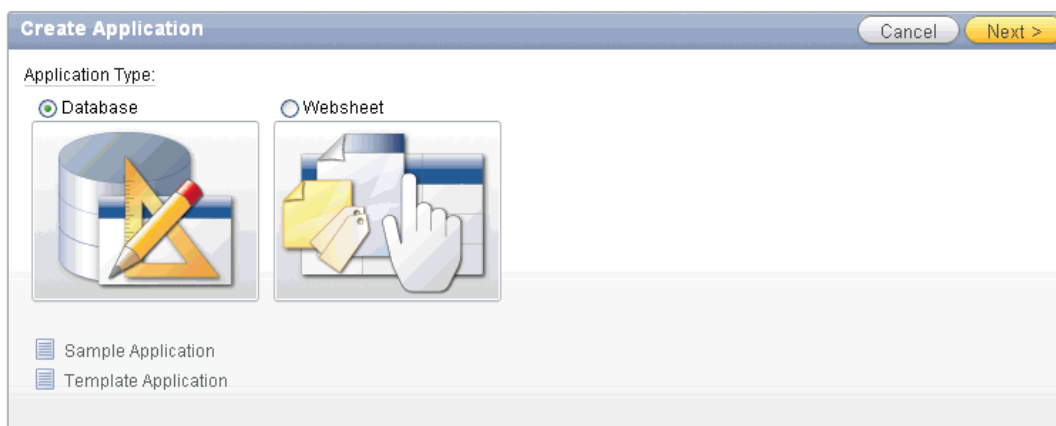 Create Application
Cancel
Next >
Application Type:
Database
Websheet
Sample Application
Template Application